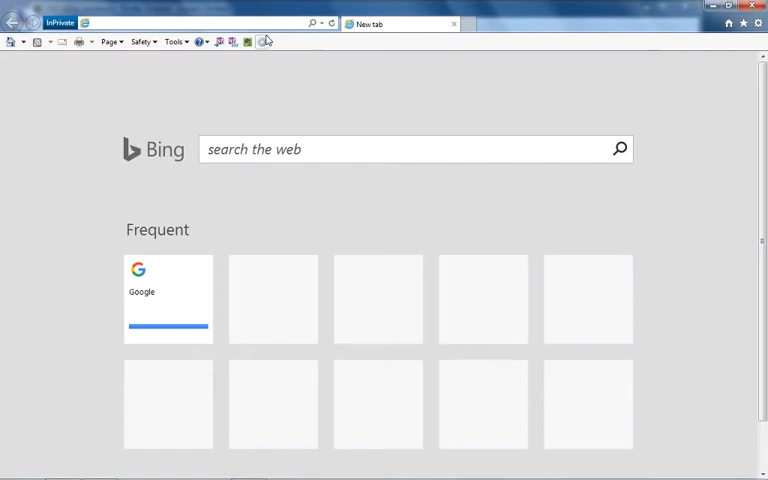 InPrivate
New tab
Page
Safety
Tools
Bing
search the web
Frequent
Google